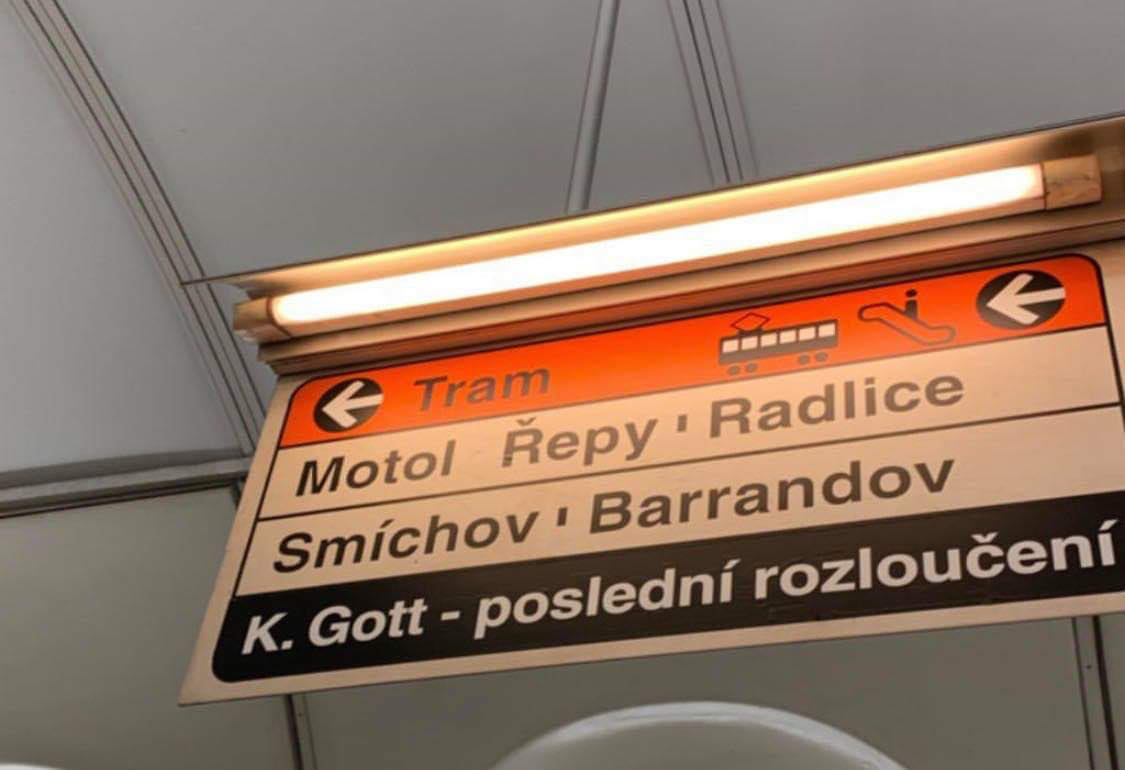 Tram
Motol Řepy ' Radlice
Smíchov ' Barrandov
K. Gott - poslední rozloučení